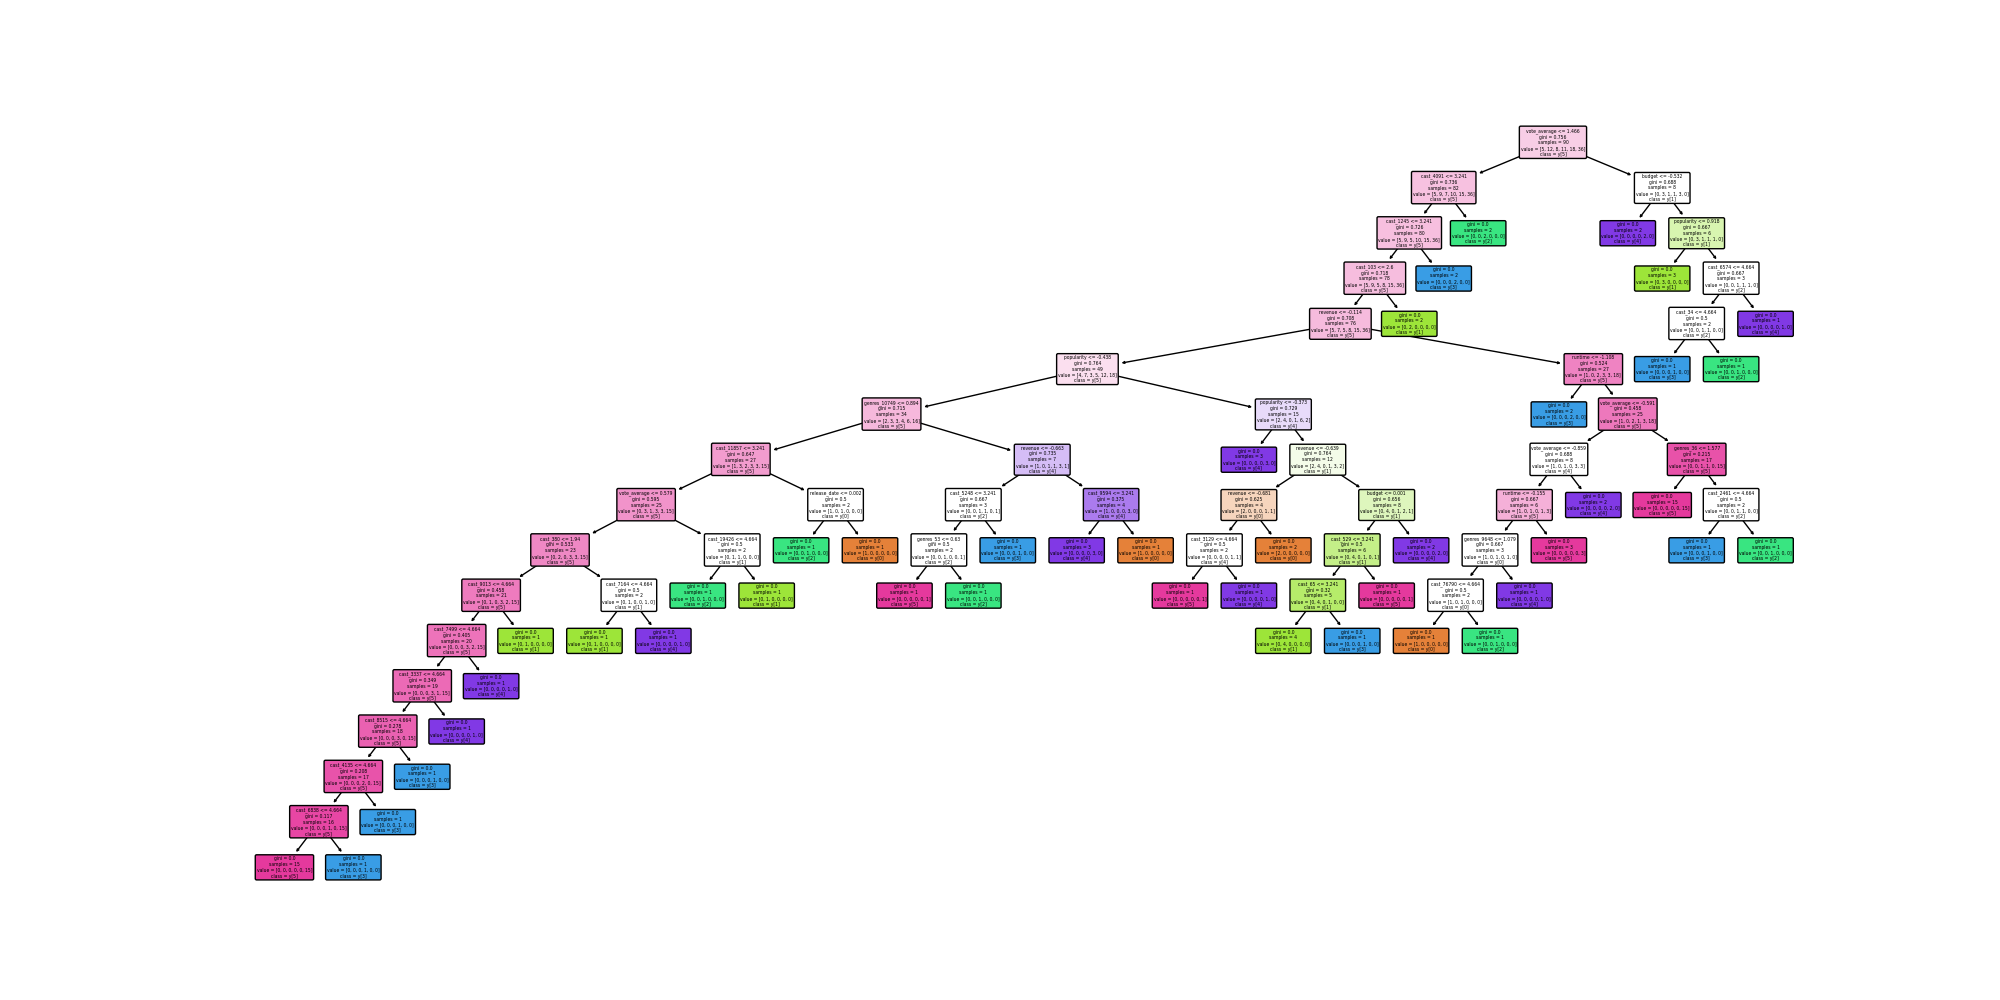 vote_average <= 1.466
gini = 0.756
samples = 90
value = [5, 12, 8, 11, 18, 36]
class = y[5]
cast_4091 <= 3.241
gini = 0.736
samples = 82
value = [5, 9, 7, 10, 15, 36]
class = y[5]
budget <= -0.532
gini = 0.688
samples = 8
value = [0, 3, 1, 1, 3, 0]
class = y[1]
cast_1245 <= 3.241
gini = 0.726
samples = 80
value = [5, 9, 5, 10, 15, 36]
class = y[5]
gini = 0.0
samples = 2
value = [0, 0, 2, 0, 0, 0]
class = y[2]
gini = 0.0
samples = 2
value = [0, 0, 0, 0, 2, 0]
class = y[4]
popularity <= 0.918
gini = 0.667
samples = 6
value = [0, 3, 1, 1, 1, 0]
class = y[1]
cast_103 <= 2.6
gini = 0.718
samples = 78
value = [5, 9, 5, 8, 15, 36]
class = y[5]
gini = 0.0
samples = 2
value = [0, 0, 0, 2, 0, 0]
class = y[3]
gini = 0.0
samples = 3
value = [0, 3, 0, 0, 0, 0]
class = y[1]
cast_6574 <= 4.664
gini = 0.667
samples = 3
value = [0, 0, 1, 1, 1, 0]
class = y[2]
revenue <= -0.114
gini = 0.708
samples = 76
value = [5, 7, 5, 8, 15, 36]
class = y[5]
gini = 0.0
samples = 2
value = [0, 2, 0, 0, 0, 0]
class = y[1]
cast_34 <= 4.664
gini = 0.5
samples = 2
value = [0, 0, 1, 1, 0, 0]
class = y[2]
gini = 0.0
samples = 1
value = [0, 0, 0, 0, 1, 0]
class = y[4]
popularity <= -0.438
gini = 0.764
samples = 49
value = [4, 7, 3, 5, 12, 18]
class = y[5]
runtime <= -1.108
gini = 0.524
samples = 27
value = [1, 0, 2, 3, 3, 18]
class = y[5]
gini = 0.0
samples = 1
value = [0, 0, 0, 1, 0, 0]
class = y[3]
gini = 0.0
samples = 1
value = [0, 0, 1, 0, 0, 0]
class = y[2]
genres_10749 <= 0.894
gini = 0.715
samples = 34
value = [2, 3, 3, 4, 6, 16]
class = y[5]
popularity <= -0.373
gini = 0.729
samples = 15
value = [2, 4, 0, 1, 6, 2]
class = y[4]
gini = 0.0
samples = 2
value = [0, 0, 0, 2, 0, 0]
class = y[3]
vote_average <= -0.591
gini = 0.458
samples = 25
value = [1, 0, 2, 1, 3, 18]
class = y[5]
cast_11857 <= 3.241
gini = 0.647
samples = 27
value = [1, 3, 2, 3, 3, 15]
class = y[5]
revenue <= -0.663
gini = 0.735
samples = 7
value = [1, 0, 1, 1, 3, 1]
class = y[4]
gini = 0.0
samples = 3
value = [0, 0, 0, 0, 3, 0]
class = y[4]
revenue <= -0.639
gini = 0.764
samples = 12
value = [2, 4, 0, 1, 3, 2]
class = y[1]
vote_average <= -0.859
gini = 0.688
samples = 8
value = [1, 0, 1, 0, 3, 3]
class = y[4]
genres_36 <= 1.577
gini = 0.215
samples = 17
value = [0, 0, 1, 1, 0, 15]
class = y[5]
vote_average <= 0.579
gini = 0.595
samples = 25
value = [0, 3, 1, 3, 3, 15]
class = y[5]
release_date <= 0.002
gini = 0.5
samples = 2
value = [1, 0, 1, 0, 0, 0]
class = y[0]
cast_5248 <= 3.241
gini = 0.667
samples = 3
value = [0, 0, 1, 1, 0, 1]
class = y[2]
cast_9594 <= 3.241
gini = 0.375
samples = 4
value = [1, 0, 0, 0, 3, 0]
class = y[4]
revenue <= -0.681
gini = 0.625
samples = 4
value = [2, 0, 0, 0, 1, 1]
class = y[0]
budget <= 0.001
gini = 0.656
samples = 8
value = [0, 4, 0, 1, 2, 1]
class = y[1]
runtime <= -0.155
gini = 0.667
samples = 6
value = [1, 0, 1, 0, 1, 3]
class = y[5]
gini = 0.0
samples = 2
value = [0, 0, 0, 0, 2, 0]
class = y[4]
gini = 0.0
samples = 15
value = [0, 0, 0, 0, 0, 15]
class = y[5]
cast_2461 <= 4.664
gini = 0.5
samples = 2
value = [0, 0, 1, 1, 0, 0]
class = y[2]
cast_380 <= 1.94
gini = 0.533
samples = 23
value = [0, 2, 0, 3, 3, 15]
class = y[5]
cast_19426 <= 4.664
gini = 0.5
samples = 2
value = [0, 1, 1, 0, 0, 0]
class = y[1]
gini = 0.0
samples = 1
value = [0, 0, 1, 0, 0, 0]
class = y[2]
gini = 0.0
samples = 1
value = [1, 0, 0, 0, 0, 0]
class = y[0]
genres_53 <= 0.63
gini = 0.5
samples = 2
value = [0, 0, 1, 0, 0, 1]
class = y[2]
gini = 0.0
samples = 1
value = [0, 0, 0, 1, 0, 0]
class = y[3]
gini = 0.0
samples = 3
value = [0, 0, 0, 0, 3, 0]
class = y[4]
gini = 0.0
samples = 1
value = [1, 0, 0, 0, 0, 0]
class = y[0]
cast_3129 <= 4.664
gini = 0.5
samples = 2
value = [0, 0, 0, 0, 1, 1]
class = y[4]
gini = 0.0
samples = 2
value = [2, 0, 0, 0, 0, 0]
class = y[0]
cast_529 <= 3.241
gini = 0.5
samples = 6
value = [0, 4, 0, 1, 0, 1]
class = y[1]
gini = 0.0
samples = 2
value = [0, 0, 0, 0, 2, 0]
class = y[4]
genres_9648 <= 1.079
gini = 0.667
samples = 3
value = [1, 0, 1, 0, 1, 0]
class = y[0]
gini = 0.0
samples = 3
value = [0, 0, 0, 0, 0, 3]
class = y[5]
gini = 0.0
samples = 1
value = [0, 0, 0, 1, 0, 0]
class = y[3]
gini = 0.0
samples = 1
value = [0, 0, 1, 0, 0, 0]
class = y[2]
cast_9013 <= 4.664
gini = 0.458
samples = 21
value = [0, 1, 0, 3, 2, 15]
class = y[5]
cast_7164 <= 4.664
gini = 0.5
samples = 2
value = [0, 1, 0, 0, 1, 0]
class = y[1]
gini = 0.0
samples = 1
value = [0, 0, 1, 0, 0, 0]
class = y[2]
gini = 0.0
samples = 1
value = [0, 1, 0, 0, 0, 0]
class = y[1]
gini = 0.0
samples = 1
value = [0, 0, 0, 0, 0, 1]
class = y[5]
gini = 0.0
samples = 1
value = [0, 0, 1, 0, 0, 0]
class = y[2]
gini = 0.0
samples = 1
value = [0, 0, 0, 0, 0, 1]
class = y[5]
gini = 0.0
samples = 1
value = [0, 0, 0, 0, 1, 0]
class = y[4]
cast_65 <= 3.241
gini = 0.32
samples = 5
value = [0, 4, 0, 1, 0, 0]
class = y[1]
gini = 0.0
samples = 1
value = [0, 0, 0, 0, 0, 1]
class = y[5]
cast_76790 <= 4.664
gini = 0.5
samples = 2
value = [1, 0, 1, 0, 0, 0]
class = y[0]
gini = 0.0
samples = 1
value = [0, 0, 0, 0, 1, 0]
class = y[4]
cast_7499 <= 4.664
gini = 0.405
samples = 20
value = [0, 0, 0, 3, 2, 15]
class = y[5]
gini = 0.0
samples = 1
value = [0, 1, 0, 0, 0, 0]
class = y[1]
gini = 0.0
samples = 1
value = [0, 1, 0, 0, 0, 0]
class = y[1]
gini = 0.0
samples = 1
value = [0, 0, 0, 0, 1, 0]
class = y[4]
gini = 0.0
samples = 4
value = [0, 4, 0, 0, 0, 0]
class = y[1]
gini = 0.0
samples = 1
value = [0, 0, 0, 1, 0, 0]
class = y[3]
gini = 0.0
samples = 1
value = [1, 0, 0, 0, 0, 0]
class = y[0]
gini = 0.0
samples = 1
value = [0, 0, 1, 0, 0, 0]
class = y[2]
cast_3337 <= 4.664
gini = 0.349
samples = 19
value = [0, 0, 0, 3, 1, 15]
class = y[5]
gini = 0.0
samples = 1
value = [0, 0, 0, 0, 1, 0]
class = y[4]
cast_8515 <= 4.664
gini = 0.278
samples = 18
value = [0, 0, 0, 3, 0, 15]
class = y[5]
gini = 0.0
samples = 1
value = [0, 0, 0, 0, 1, 0]
class = y[4]
cast_4135 <= 4.664
gini = 0.208
samples = 17
value = [0, 0, 0, 2, 0, 15]
class = y[5]
gini = 0.0
samples = 1
value = [0, 0, 0, 1, 0, 0]
class = y[3]
cast_6838 <= 4.664
gini = 0.117
samples = 16
value = [0, 0, 0, 1, 0, 15]
class = y[5]
gini = 0.0
samples = 1
value = [0, 0, 0, 1, 0, 0]
class = y[3]
gini = 0.0
samples = 15
value = [0, 0, 0, 0, 0, 15]
class = y[5]
gini = 0.0
samples = 1
value = [0, 0, 0, 1, 0, 0]
class = y[3]